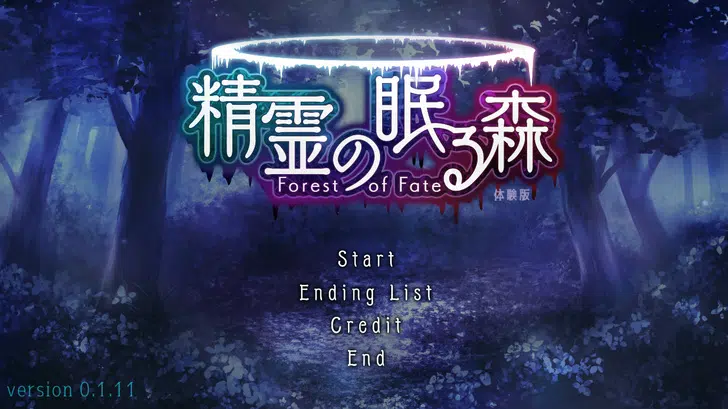 精霊の眠る森
Forest of Fate
体験版
Start
Ending List
Credit
End
version 0.1.11